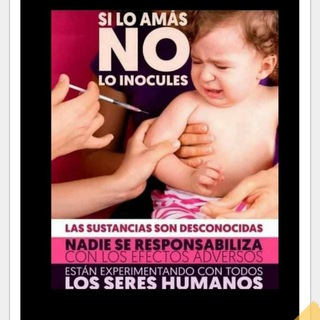 SI LO AMÁS
NO
LO INOCULES
LAS SUSTANCIAS SON DESCONOCIDAS
NADIE SE RESPONSABILIZA
CON LOS EFECTOS ADVERSOS
ESTÁN EXPERIMENTANDO CON TODOS
LOS SERES HUMANOS